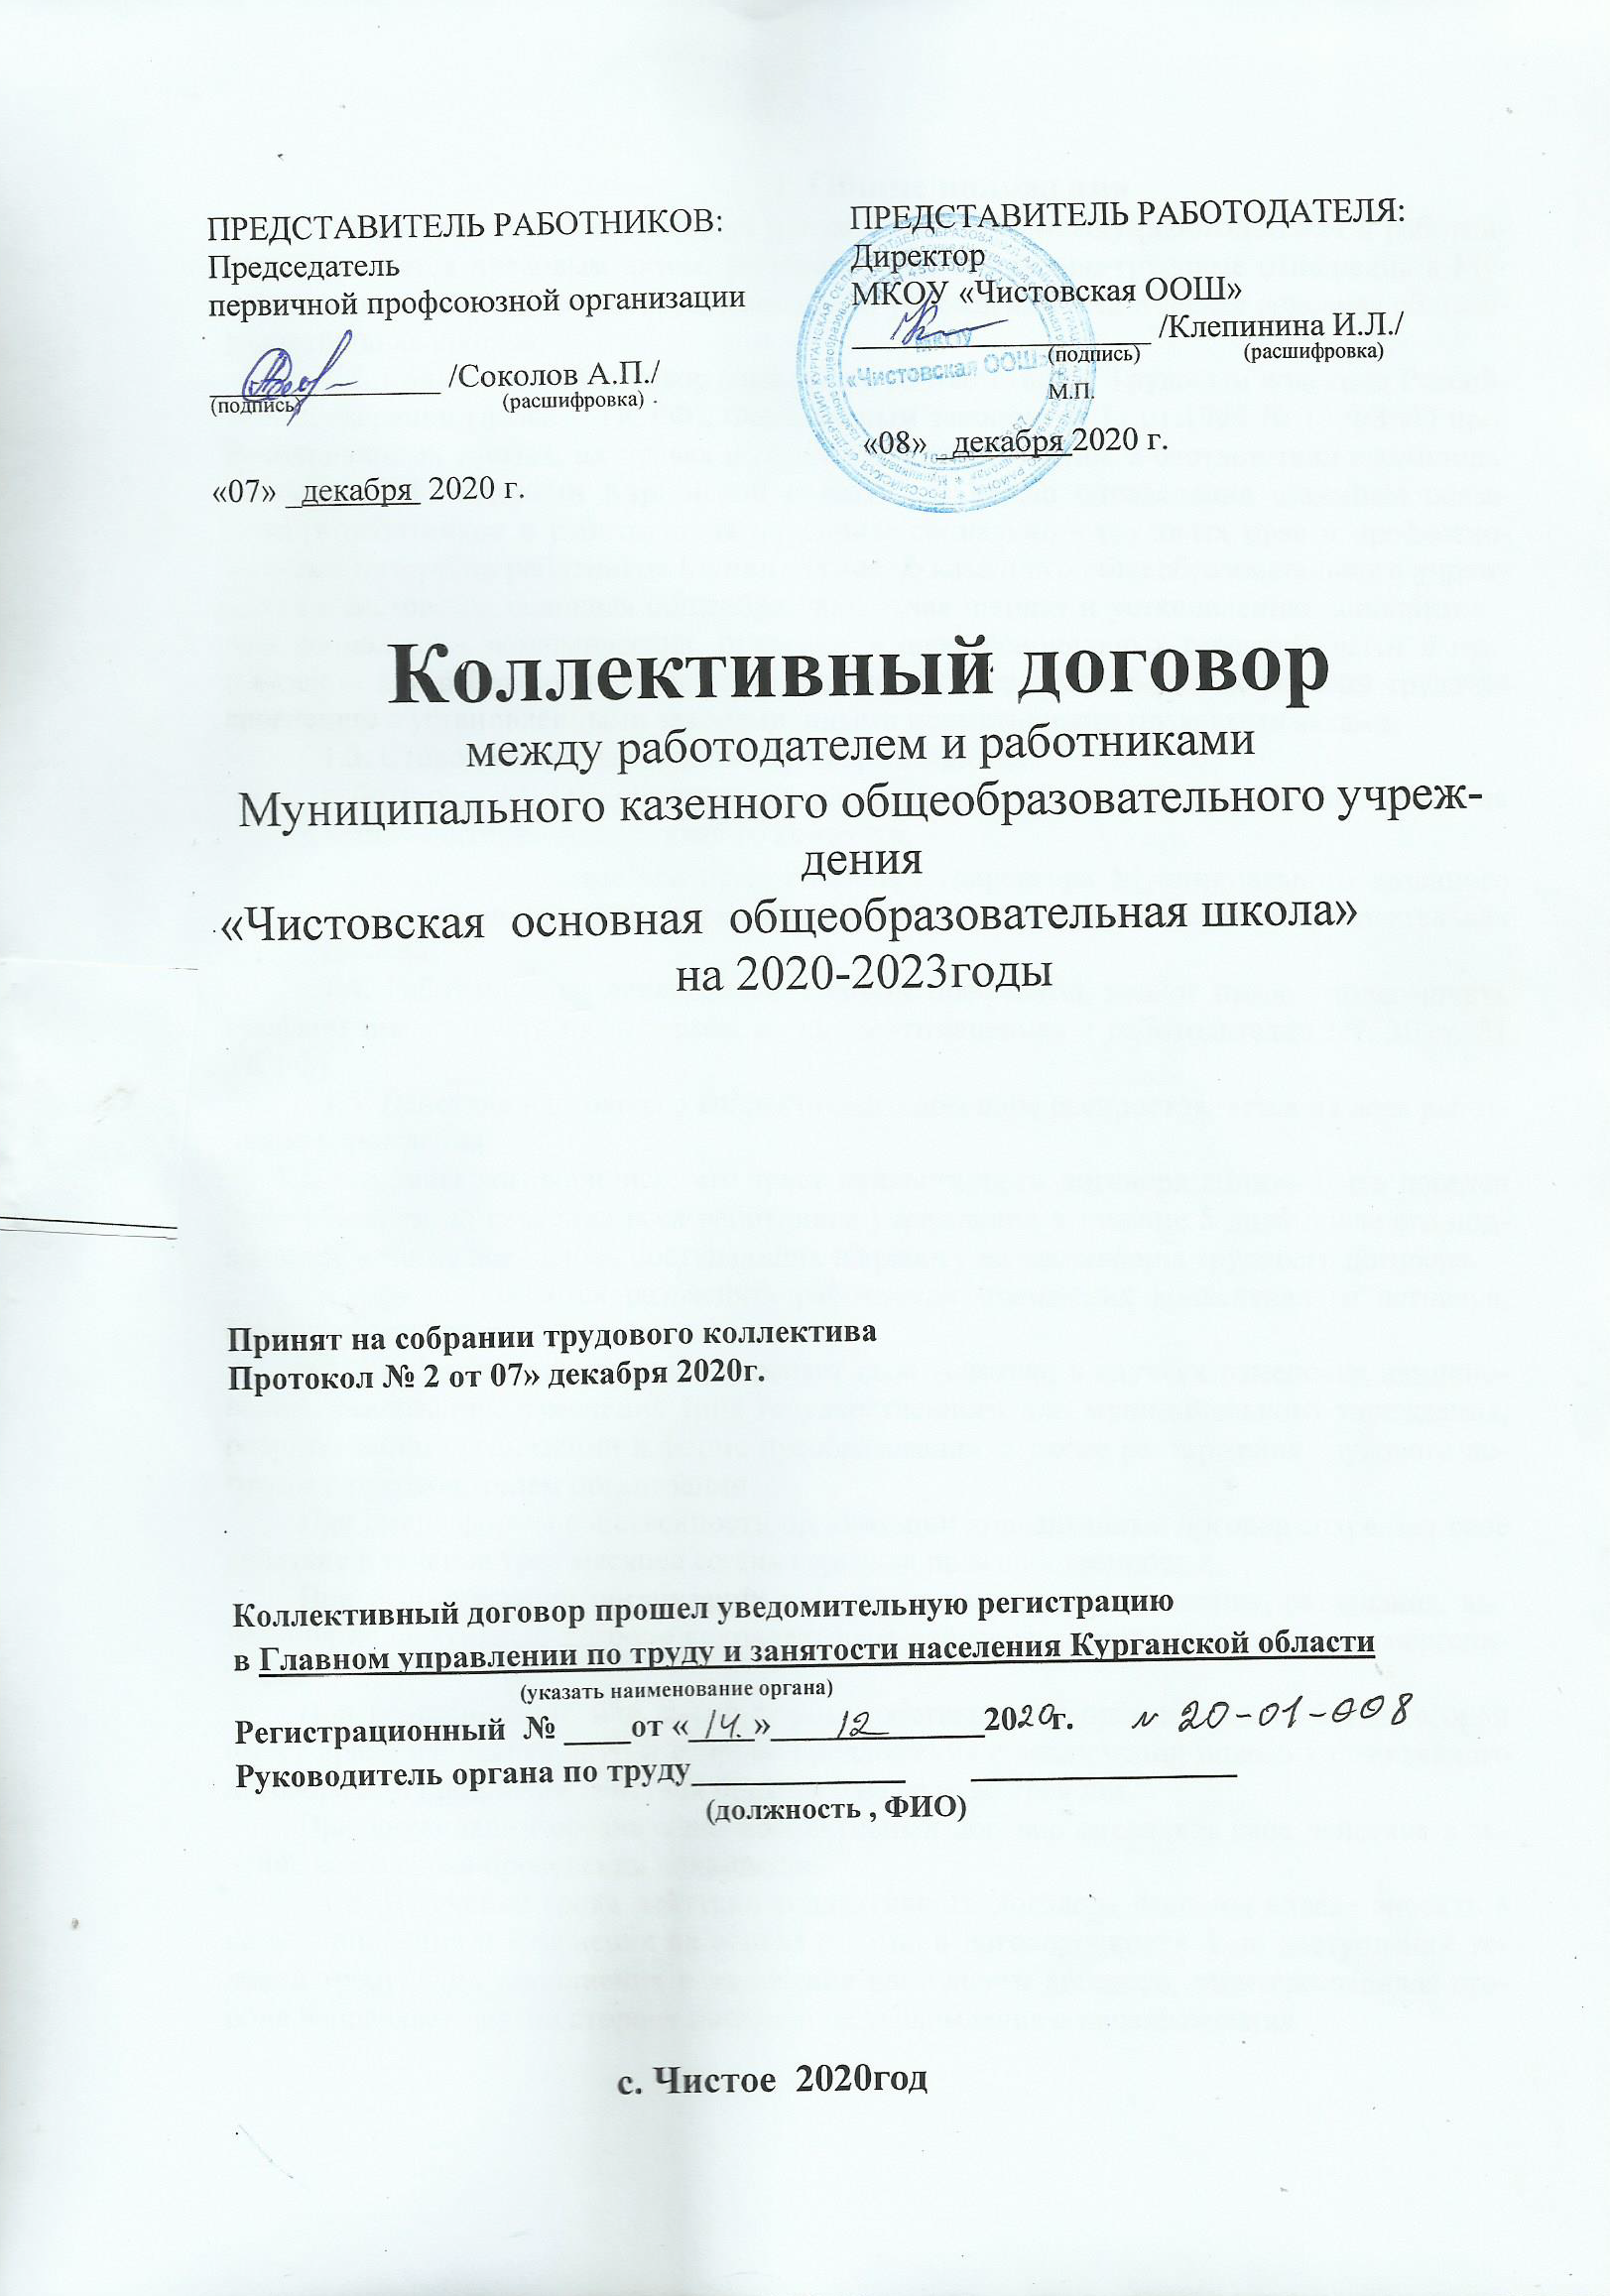 ПРЕДСТАВИТЕЛЬ РАБОТНИКОВ:
Председатель
первичной профсоюзной организации
/Соколов А.П./
(подпись) (расшифровка)
«07» декабря 2020 г.
ПРЕДСТАВИТЕЛЬ РАБОТОДАТЕЛЯ:
Директор
МКОУ «Чистовская ООШ»
/Клепинина И.Л./
(подпись) (расшифровка)
М.П.
«08» декабря 2020 г.
МКОУ
«Чистовская ООШ»
Коллективный договор
между работодателем и работниками
Муниципального казенного общеобразовательного учреж-
дения
«Чистовская основная общеобразовательная школа»
на 2020-2023годы
Принят на собрании трудового коллектива
Протокол № 2 от 07» декабря 2020г.
Коллективный договор прошел уведомительную регистрацию
в Главном управлении по труду и занятости населения Курганской области
(указать наименование органа)
Регистрационный № ____от «14.» 12 2020г. № 20-01-008
Руководитель органа по труду_____________ ________________
(должность , ФИО)
с. Чистое 2020год